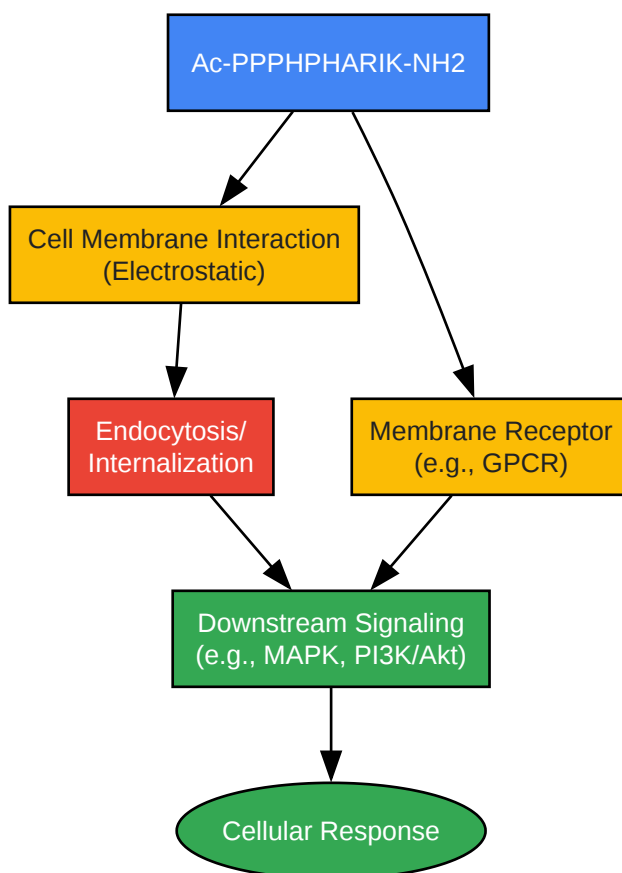 Ac-PPPHPHARIK-NH2
Cell Membrane Interaction
(Electrostatic)
Endocytosis/
Internalization
Membrane Receptor
(e.g., GPCR)
Downstream Signaling
(e.g., MAPK, PI3K/Akt)
Cellular Response